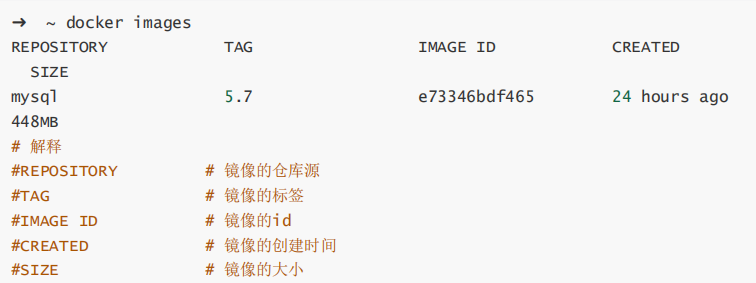 ➜  ~ docker images
REPOSITORY          TAG                 IMAGE ID            CREATED
  SIZE
mysql               5.7                 e73346bdf465        24 hours ago
448MB
# 解释
#REPOSITORY         # 镜像的仓库源
#TAG                # 镜像的标签
#IMAGE ID           # 镜像的id
#CREATED            # 镜像的创建时间
#SIZE               # 镜像的大小